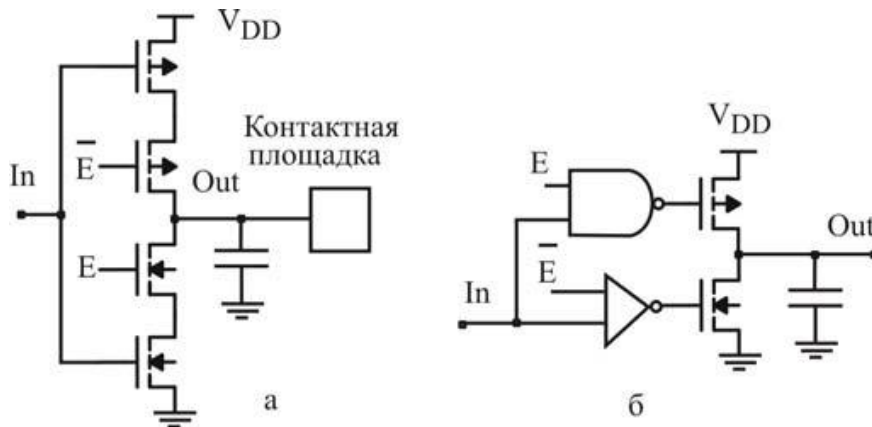 V_DD
Контактная
площадка
E̅
Out
In
E
а
V_DD
E
Out
E̅
In
б